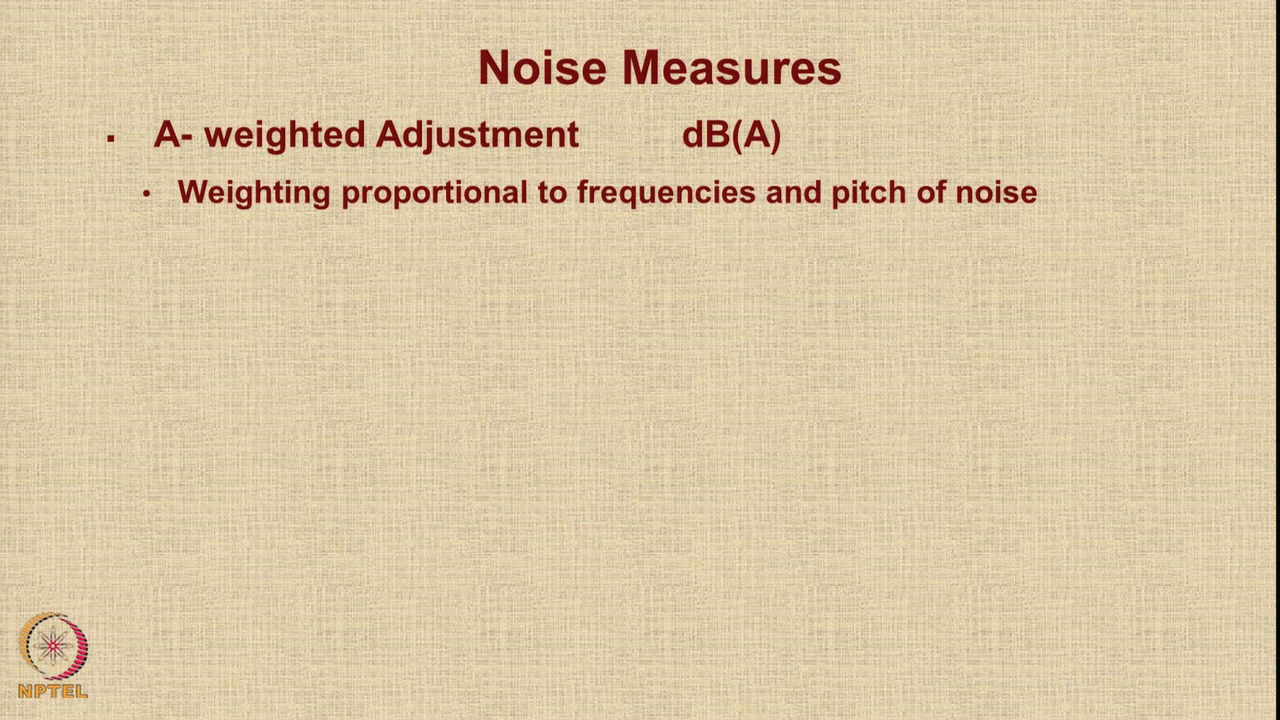 Noise Measures
▪ A- weighted Adjustment dB(A)
• Weighting proportional to frequencies and pitch of noise
NPTEL